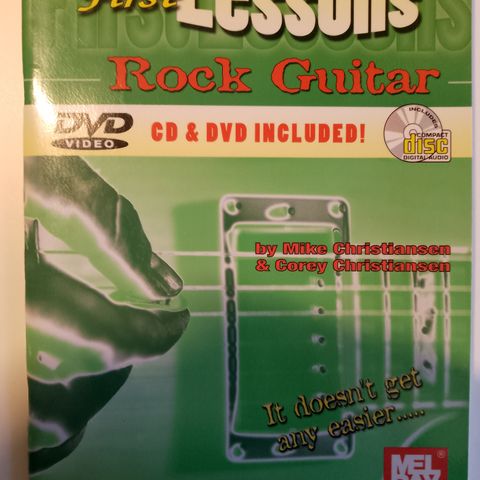 First Lessons
Rock Guitar
DVD
VIDEO
CD & DVD INCLUDED!
INCLUDES
COMPACT
disc
DIGITAL AUDIO
by Mike Christiansen
& Corey Christiansen
It doesn't get
any easier.....
MEL
BAY